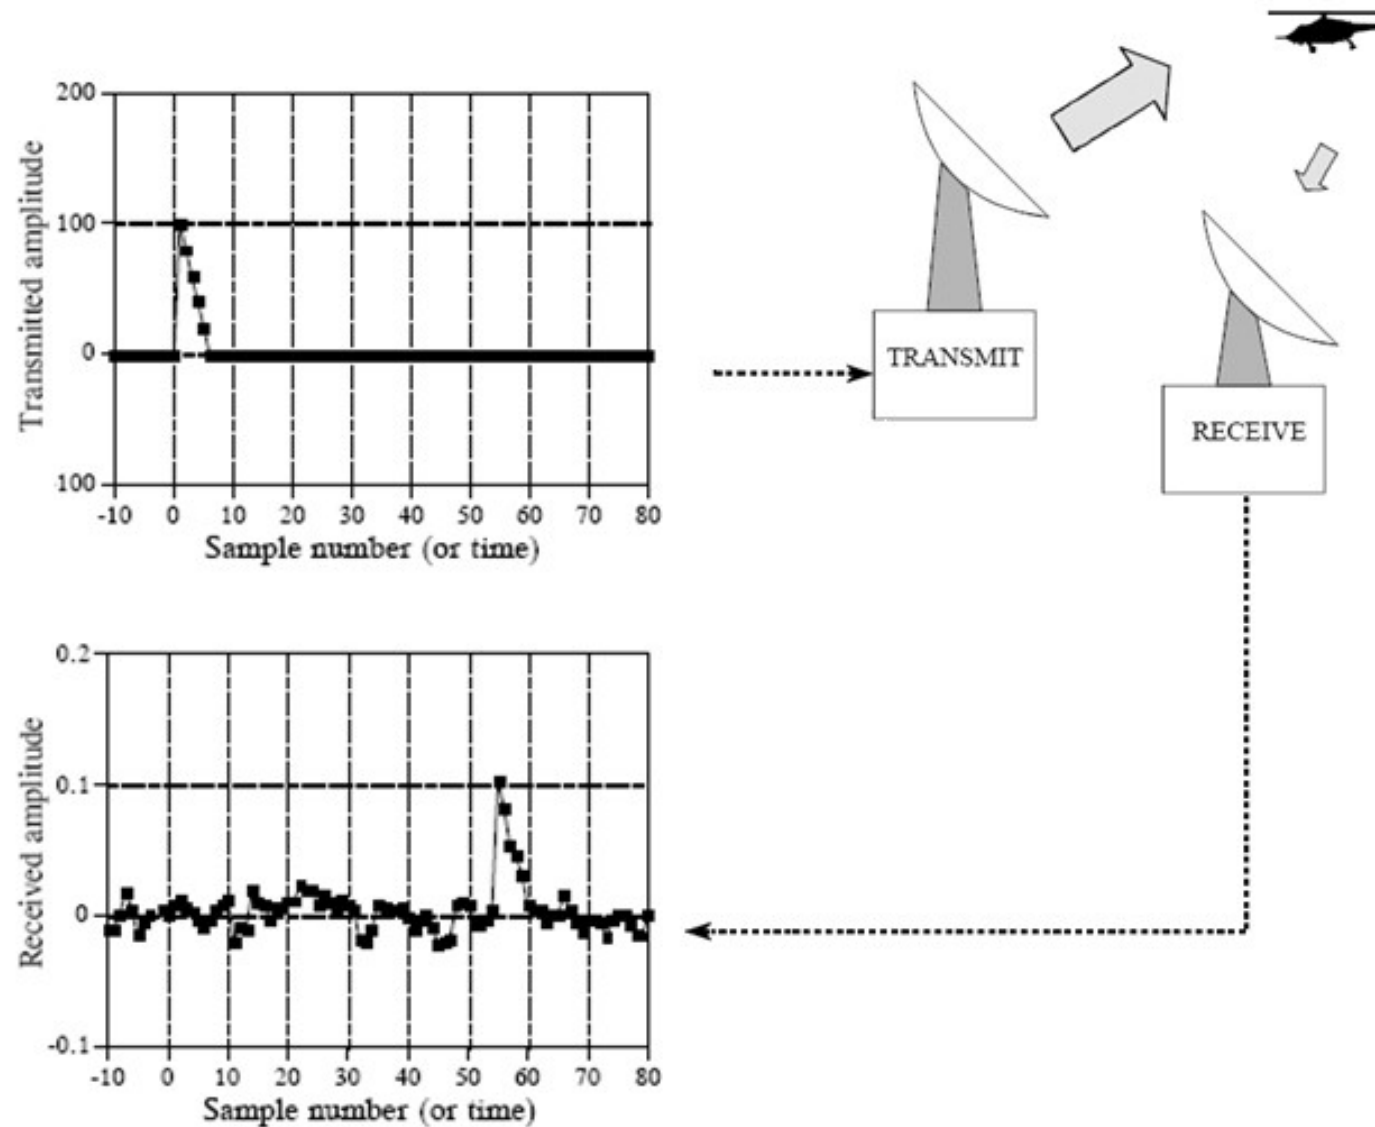 200
100
0
100
-10 0 10 20 30 40 50 60 70 80
Transmitted amplitude
Sample number (or time)
TRANSMIT
RECEIVE
0.2
0.1
0
-0.1
-10 0 10 20 30 40 50 60 70 80
Received amplitude
Sample number (or time)